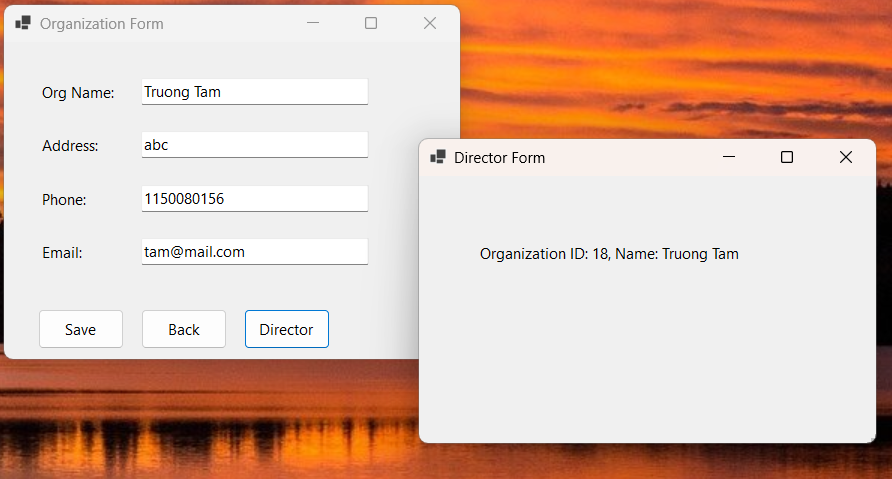 Organization Form
Org Name: Truong Tam
Address: abc
Phone: 1150080156
Email: tam@mail.com
Save Back Director
Director Form
Organization ID: 18, Name: Truong Tam